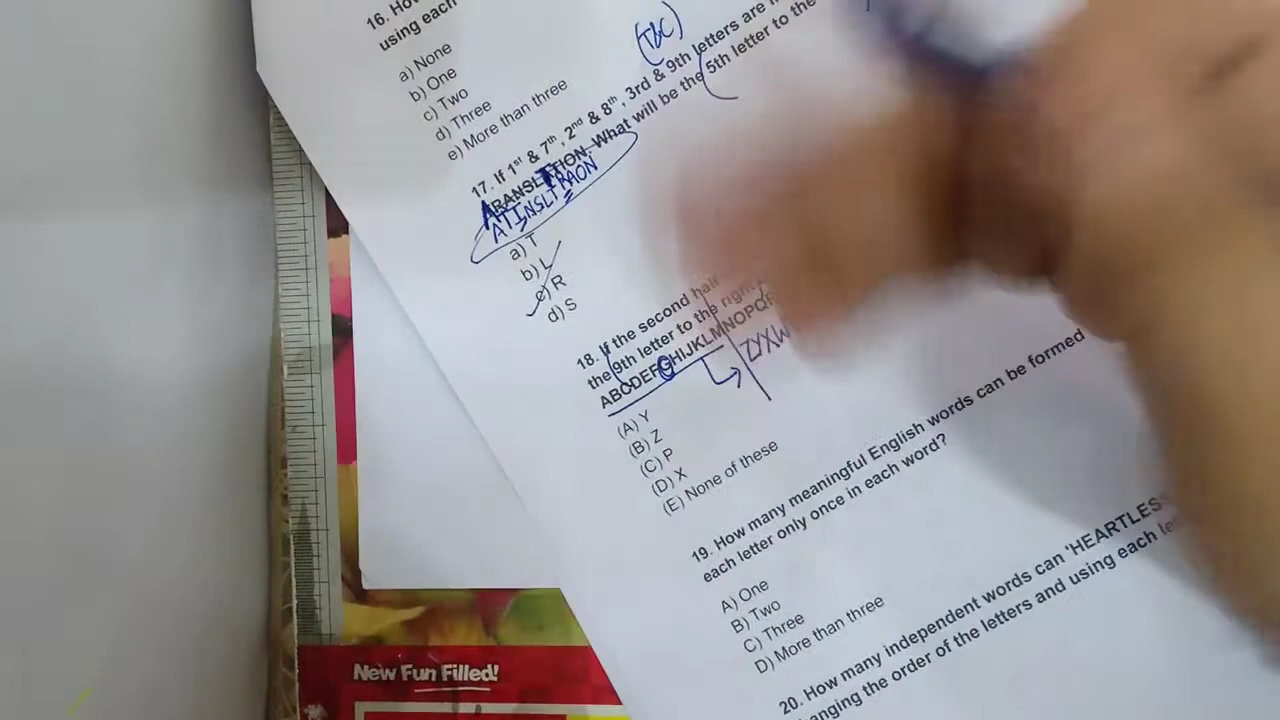 16.
using each
a) None
b) One
c) Two
d) Three
e) More than three
(T&C)
17. If 1st & 7th, 2nd & 8th, 3rd & 9th letters are
TRANSLATION. What will be the 5th letter to the
ATINSLTRAON
a) T
b) L
c) R
d) S
18. If the second half
the 9th letter to the right
ABCDEFGHIJKLMNOPQR
ZYXW
(A) Y
(B) Z
(C) P
(D) X
(E) None of these
19. How many meaningful English words can be formed
each letter only once in each word?
A) One
B) Two
C) Three
D) More than three
20. How many independent words can 'HEARTLESS
hanging the order of the letters and using each
New Fun Filled!